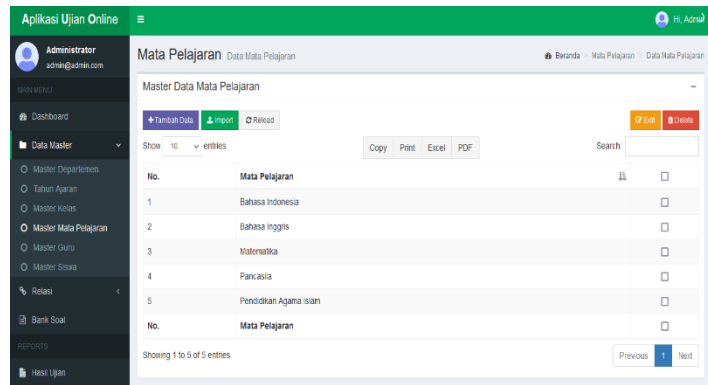 Aplikasi Ujian Online
Hi, Admin
Administrator
admin@admin.com
MAIN MENU
Dashboard
Data Master
Master Departemen
Tahun Ajaran
Master Kelas
Master Mata Pelajaran
Master Guru
Master Siswa
Relasi
Bank Soal
REPORTS
Hasil Ujian
Mata Pelajaran Data Mata Pelajaran
Beranda > Mata Pelajaran > Data Mata Pelajaran
Master Data Mata Pelajaran
+Tambah Data Import Reload Edit Delete
Show 10 entries Copy Print Excel PDF Search:
No. Mata Pelajaran
1 Bahasa Indonesia
2 Bahasa Inggris
3 Matematika
4 Pancasila
5 Pendidikan Agama Islam
No. Mata Pelajaran
Showing 1 to 5 of 5 entries Previous 1 Next